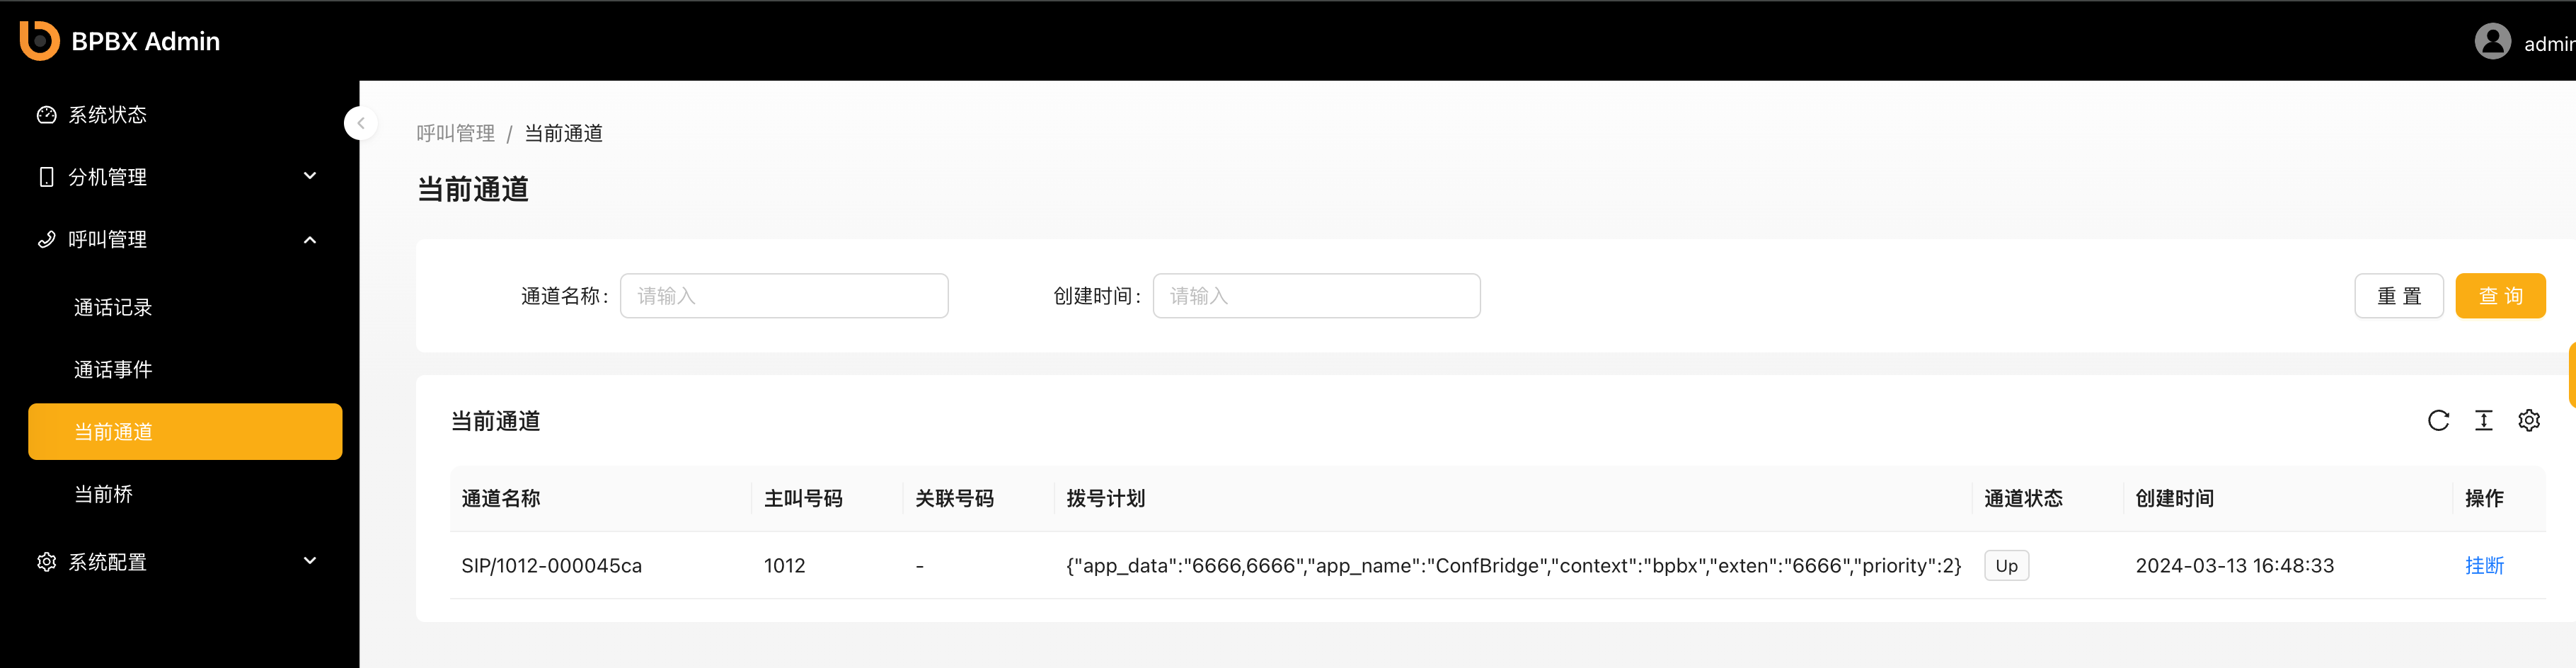 BPBX Admin
admin
系统状态
分机管理
呼叫管理
通话记录
通话事件
当前通道
当前桥
系统配置
呼叫管理 / 当前通道
当前通道
通道名称: 请输入 创建时间: 请输入 重 置 查 询
当前通道
通道名称 主叫号码 关联号码 拨号计划 通道状态 创建时间 操作
SIP/1012-000045ca 1012 - {"app_data":"6666,6666","app_name":"ConfBridge","context":"bpbx","exten":"6666","priority":2} Up 2024-03-13 16:48:33 挂断